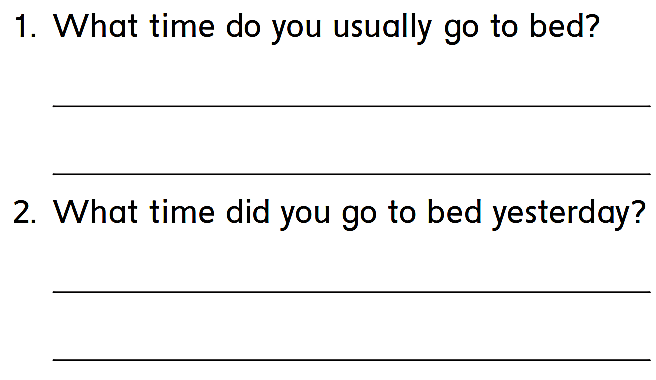 1. What time do you usually go to bed?
2. What time did you go to bed yesterday?